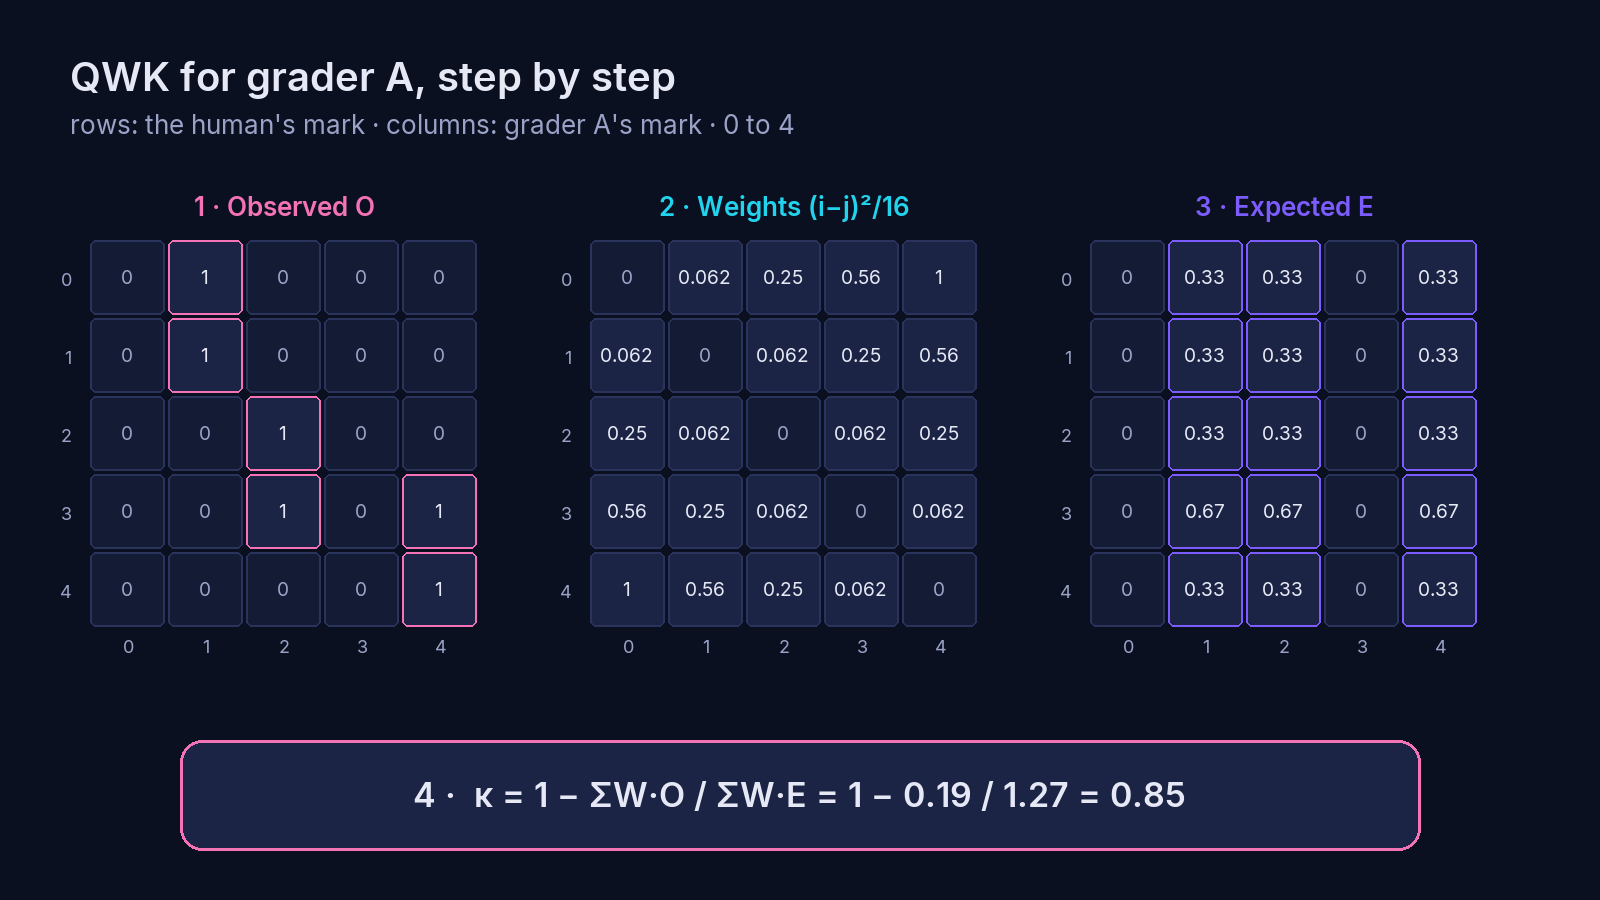 QWK for grader A, step by step
rows: the human's mark · columns: grader A's mark · 0 to 4
1 · Observed O
0 0 1 0 0 0
1 0 1 0 0 0
2 0 0 1 0 0
3 0 0 1 0 1
4 0 0 0 0 1
0 1 2 3 4
2 · Weights (i−j)²/16
0 0 0.062 0.25 0.56 1
1 0.062 0 0.062 0.25 0.56
2 0.25 0.062 0 0.062 0.25
3 0.56 0.25 0.062 0 0.062
4 1 0.56 0.25 0.062 0
0 1 2 3 4
3 · Expected E
0 0 0.33 0.33 0 0.33
1 0 0.33 0.33 0 0.33
2 0 0.33 0.33 0 0.33
3 0 0.67 0.67 0 0.67
4 0 0.33 0.33 0 0.33
0 1 2 3 4
4 · κ = 1 − ΣW·O / ΣW·E = 1 − 0.19 / 1.27 = 0.85